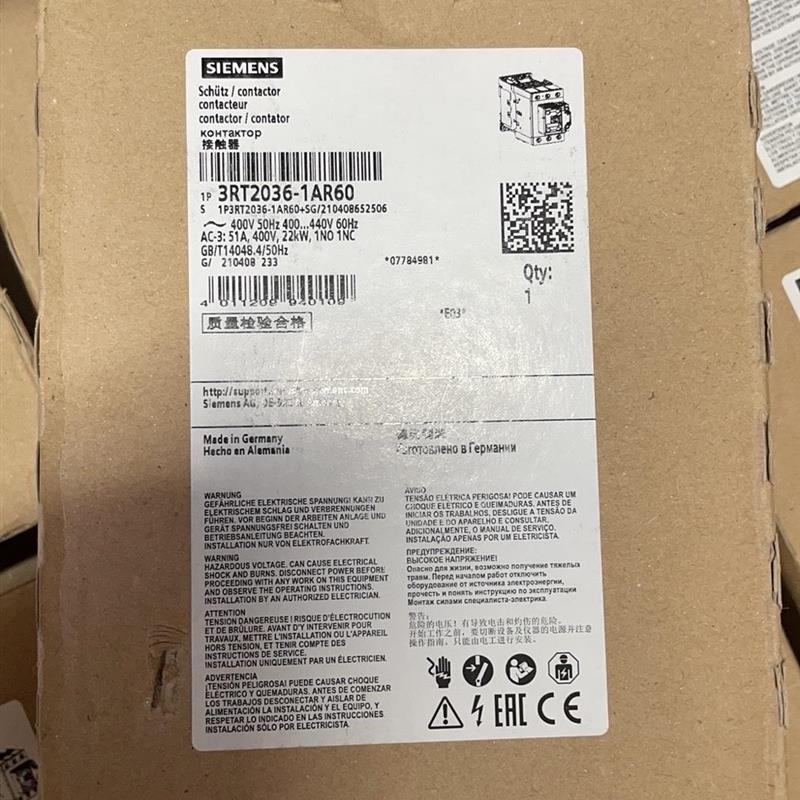 SIEMENS
Schütz / contactor
contacteur
contactor / contator
контактор
接触器
1P 3RT2036-1AR60
S 1P3RT2036-1AR60+SG/210408652506
400V 50Hz 400...440V 60Hz
AC-3: 51A, 400V, 22kW, 1NO 1NC
GB/T14048.4/50Hz
G/ 210408 233
*07784981*
Qty:
1
4 011209 940109
*E03*
质量检验合格
http://support.
Siemens AG,
Made in Germany
Hecho en Alemania
Изготовлено в Германии
WARNUNG
GEFÄHRLICHE ELEKTRISCHE SPANNUNG! KANN ZU
ELEKTRISCHEM SCHLAG UND VERBRENNUNGEN
FÜHREN. VOR BEGINN DER ARBEITEN ANLAGE UND
GERÄT SPANNUNGSFREI SCHALTEN UND
BETRIEBSANLEITUNG BEACHTEN.
INSTALLATION NUR VON ELEKTROFACHKRAFT.
WARNING
HAZARDOUS VOLTAGE. CAN CAUSE ELECTRICAL
SHOCK AND BURNS. DISCONNECT POWER BEFORE
PROCEEDING WITH ANY WORK ON THIS EQUIPMENT
AND OBSERVE THE OPERATING INSTRUCTIONS.
INSTALLATION BY AN AUTHORIZED ELECTRICIAN.
ATTENTION
TENSION DANGEREUSE ! RISQUE D'ÉLECTROCUTION
ET DE BRÛLURE. AVANT D'Y INTERVENIR POUR
TRAVAUX, METTRE L'INSTALLATION OU L'APPAREIL
HORS TENSION, ET TENIR COMPTE DES
INSTRUCTIONS DE SERVICE.
INSTALLATION UNIQUEMENT PAR UN ÉLECTRICIEN.
ADVERTENCIA
¡TENSIÓN PELIGROSA! PUEDE CAUSAR CHOQUE
ELÉCTRICO Y QUEMADURAS. ANTES DE COMENZAR
LOS TRABAJOS DESCONECTAR Y AISLAR DE
ALIMENTACIÓN LA INSTALACIÓN Y EL EQUIPO, Y
RESPETAR LO INDICADO EN LAS INSTRUCCIONES
INSTALACIÓN SÓLO POR ELECTRICISTA
AVISO
TENSÃO ELÉTRICA PERIGOSA! PODE CAUSAR UM
CHOQUE ELÉTRICO E QUEIMADURAS. ANTES DE
INICIAR OS TRABALHOS, DESLIGUE A TENSÃO DA
UNIDADE E DO APARELHO E CONSULTAR,
ADICIONALMENTE, O MANUAL DE SERVIÇO.
INSTALAÇÃO APENAS POR UM ELETRICISTA.
ПРЕДУПРЕЖДЕНИЕ:
ВЫСОКОЕ НАПРЯЖЕНИЕ!
Опасно для жизни, возможно получение тяжелых
травм. Перед началом работ отключить
оборудование от источника электроэнергии,
прочесть и понять инструкцию по эксплуатации
Монтаж силами специалиста-электрика
警告:
危险的电压! 有导致电击和灼伤的危险。
开始工作之前, 要切断设备及仪器的电源并注意
操作指南。只能由电工进行安装。
EAC CE